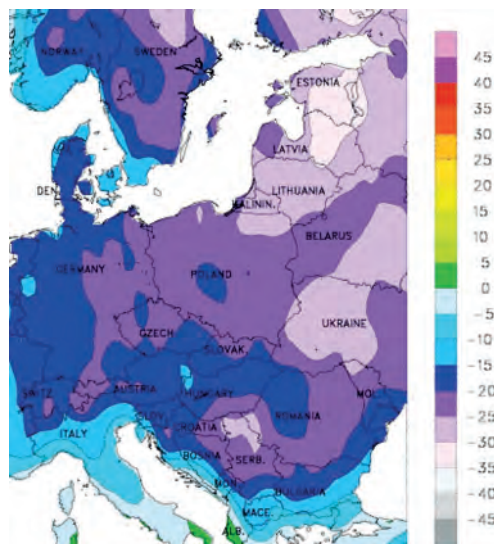 NORWAY SWEDEN
ESTONIA
LATVIA
LITHUANIA
DEN. KALININ.
BELARUS
GERMANY POLAND
UKRAINE
CZECH
SLOVAK.
MOL.
SWITZ. AUSTRIA HUNGARY
ROMANIA
SLOV.
CROATIA
ITALY
BOSNIA
SERB.
MON.
BULGARIA
MACE.
ALB.
45
40
35
30
25
20
15
10
5
0
-5
-10
-15
-20
-25
-30
-35
-40
-45